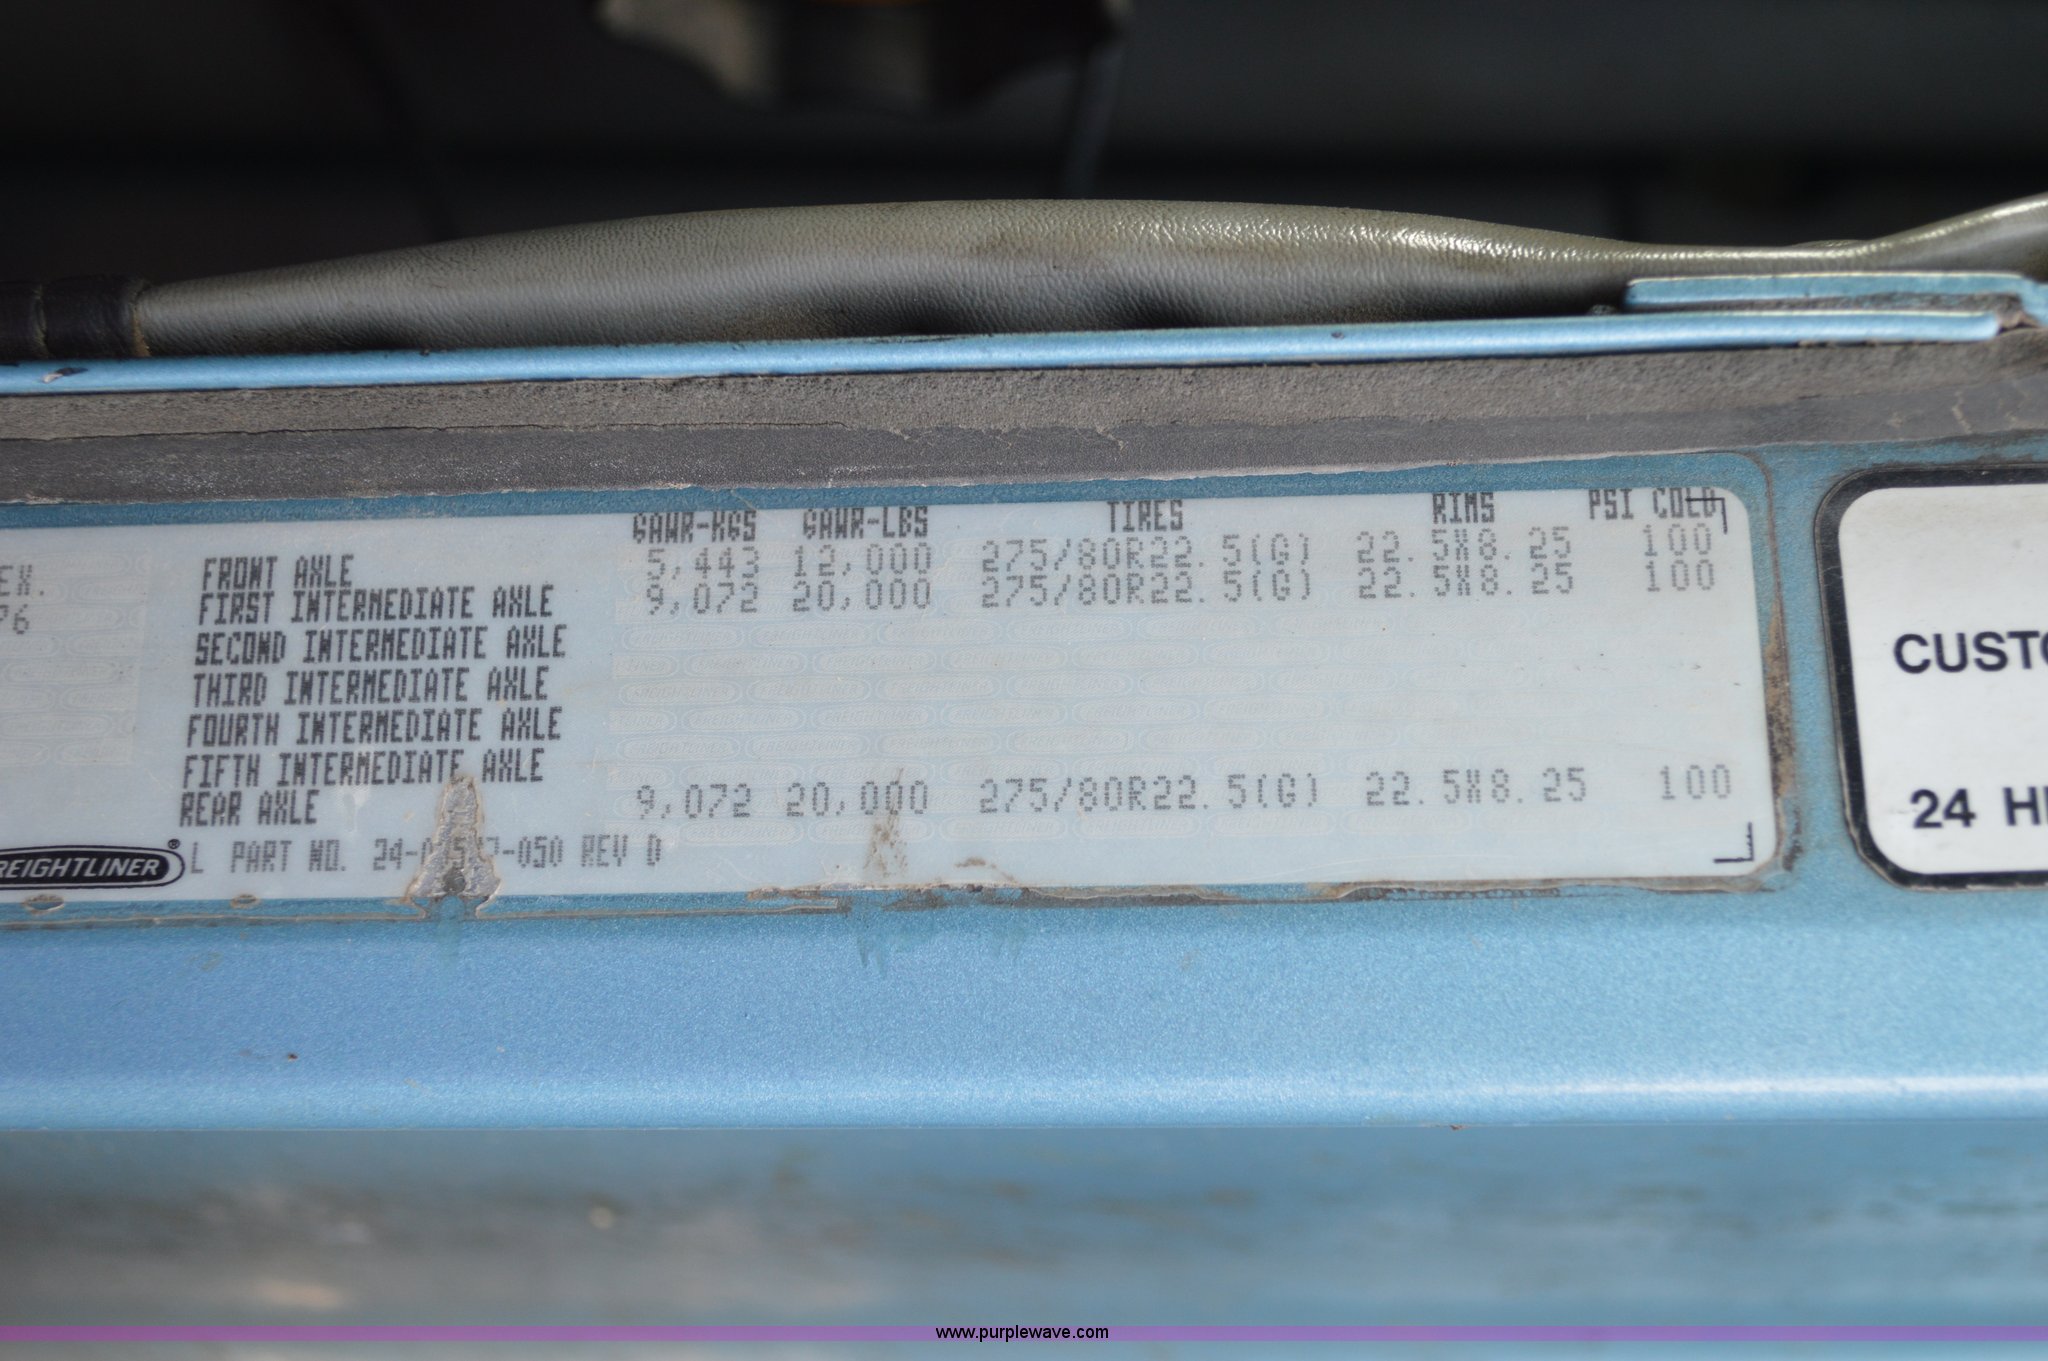 GAWR-KGS GAWR-LBS TIRES RIMS PSI COLD
FRONT AXLE 5,443 12,000 275/80R22.5(G) 22.5X8.25 100
FIRST INTERMEDIATE AXLE 9,072 20,000 275/80R22.5(G) 22.5X8.25 100
SECOND INTERMEDIATE AXLE
THIRD INTERMEDIATE AXLE
FOURTH INTERMEDIATE AXLE
FIFTH INTERMEDIATE AXLE
REAR AXLE 9,072 20,000 275/80R22.5(G) 22.5X8.25 100
REIGHTLINER® L PART NO. 24- -050 REV D
EX.
96
CUSTO
24 H
www.purplewave.com